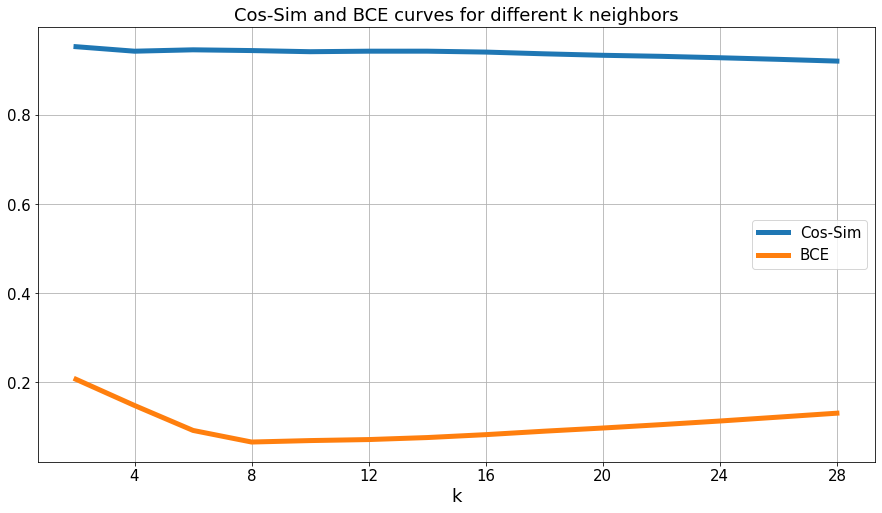 Cos-Sim and BCE curves for different k neighbors
0.8
0.6
0.4
0.2
Cos-Sim
BCE
4 8 12 16 20 24 28
k